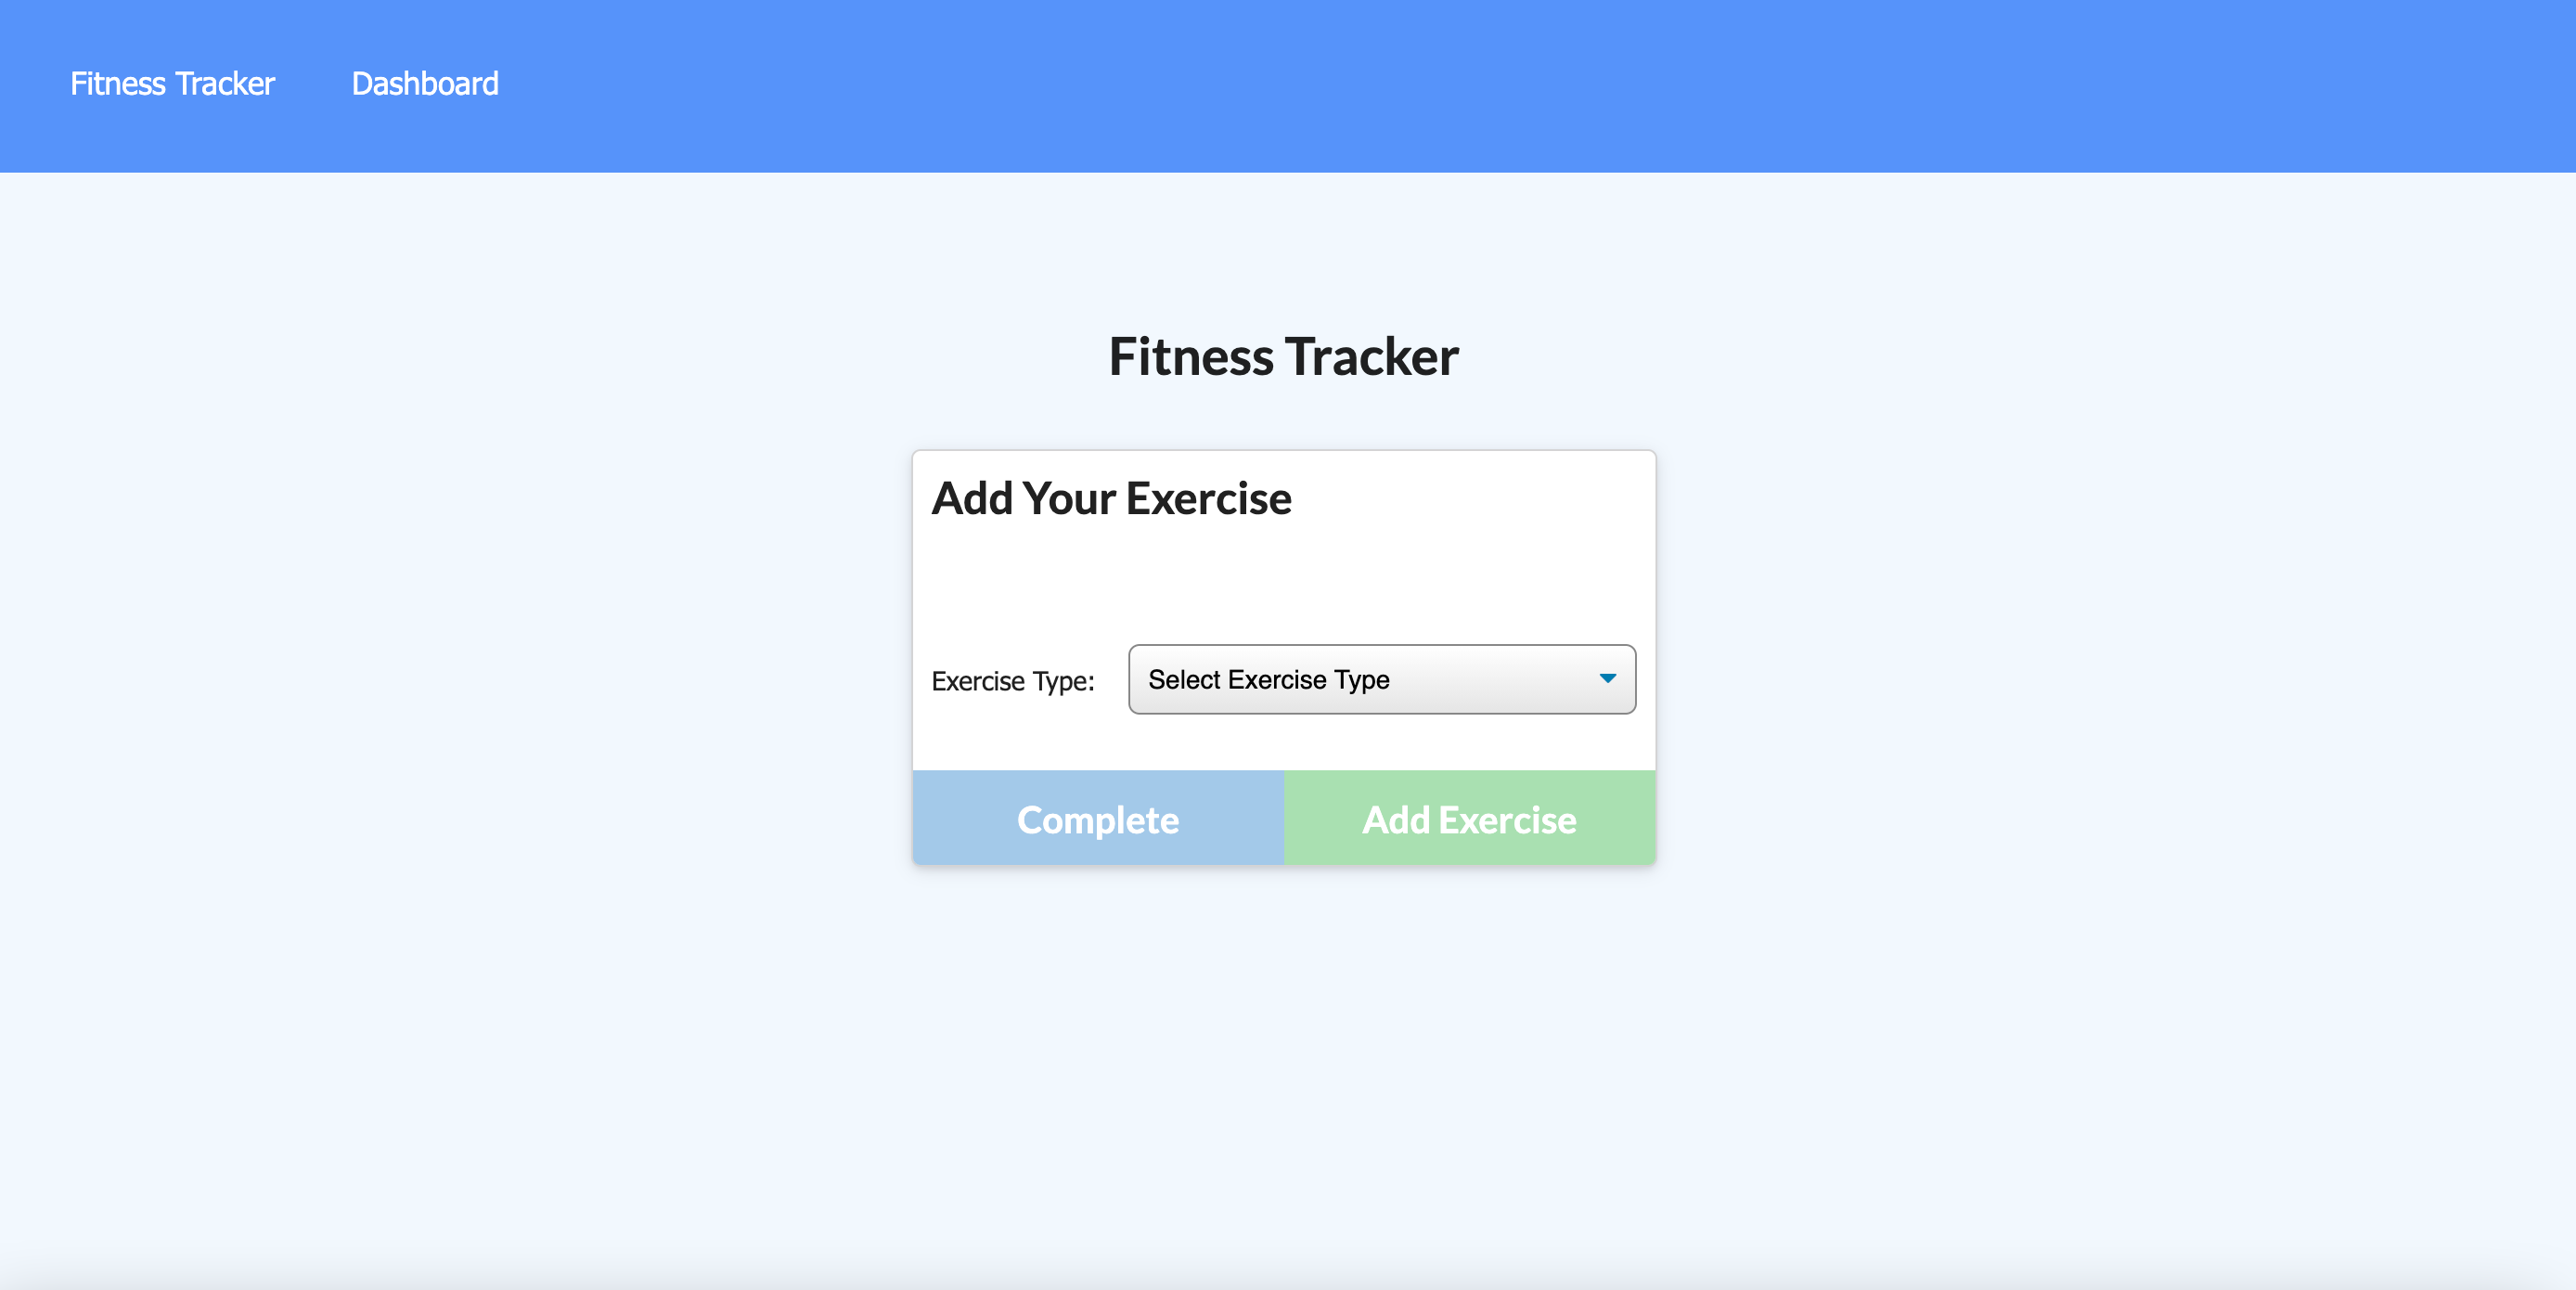 Fitness Tracker Dashboard
Fitness Tracker
Add Your Exercise
Exercise Type: Select Exercise Type
Complete Add Exercise